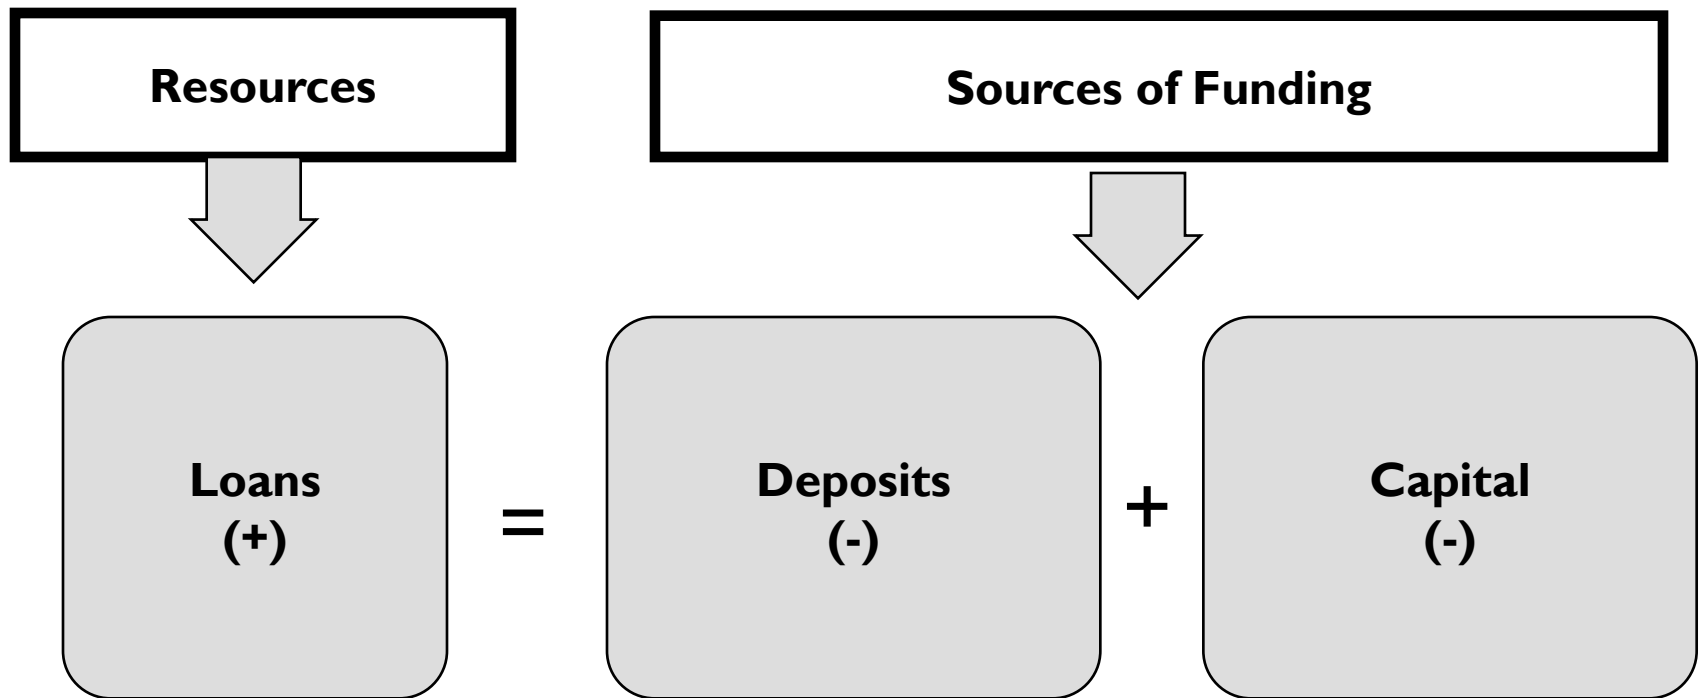 Resources
Sources of Funding
Loans
(+)
=
Deposits
(-)
+
Capital
(-)